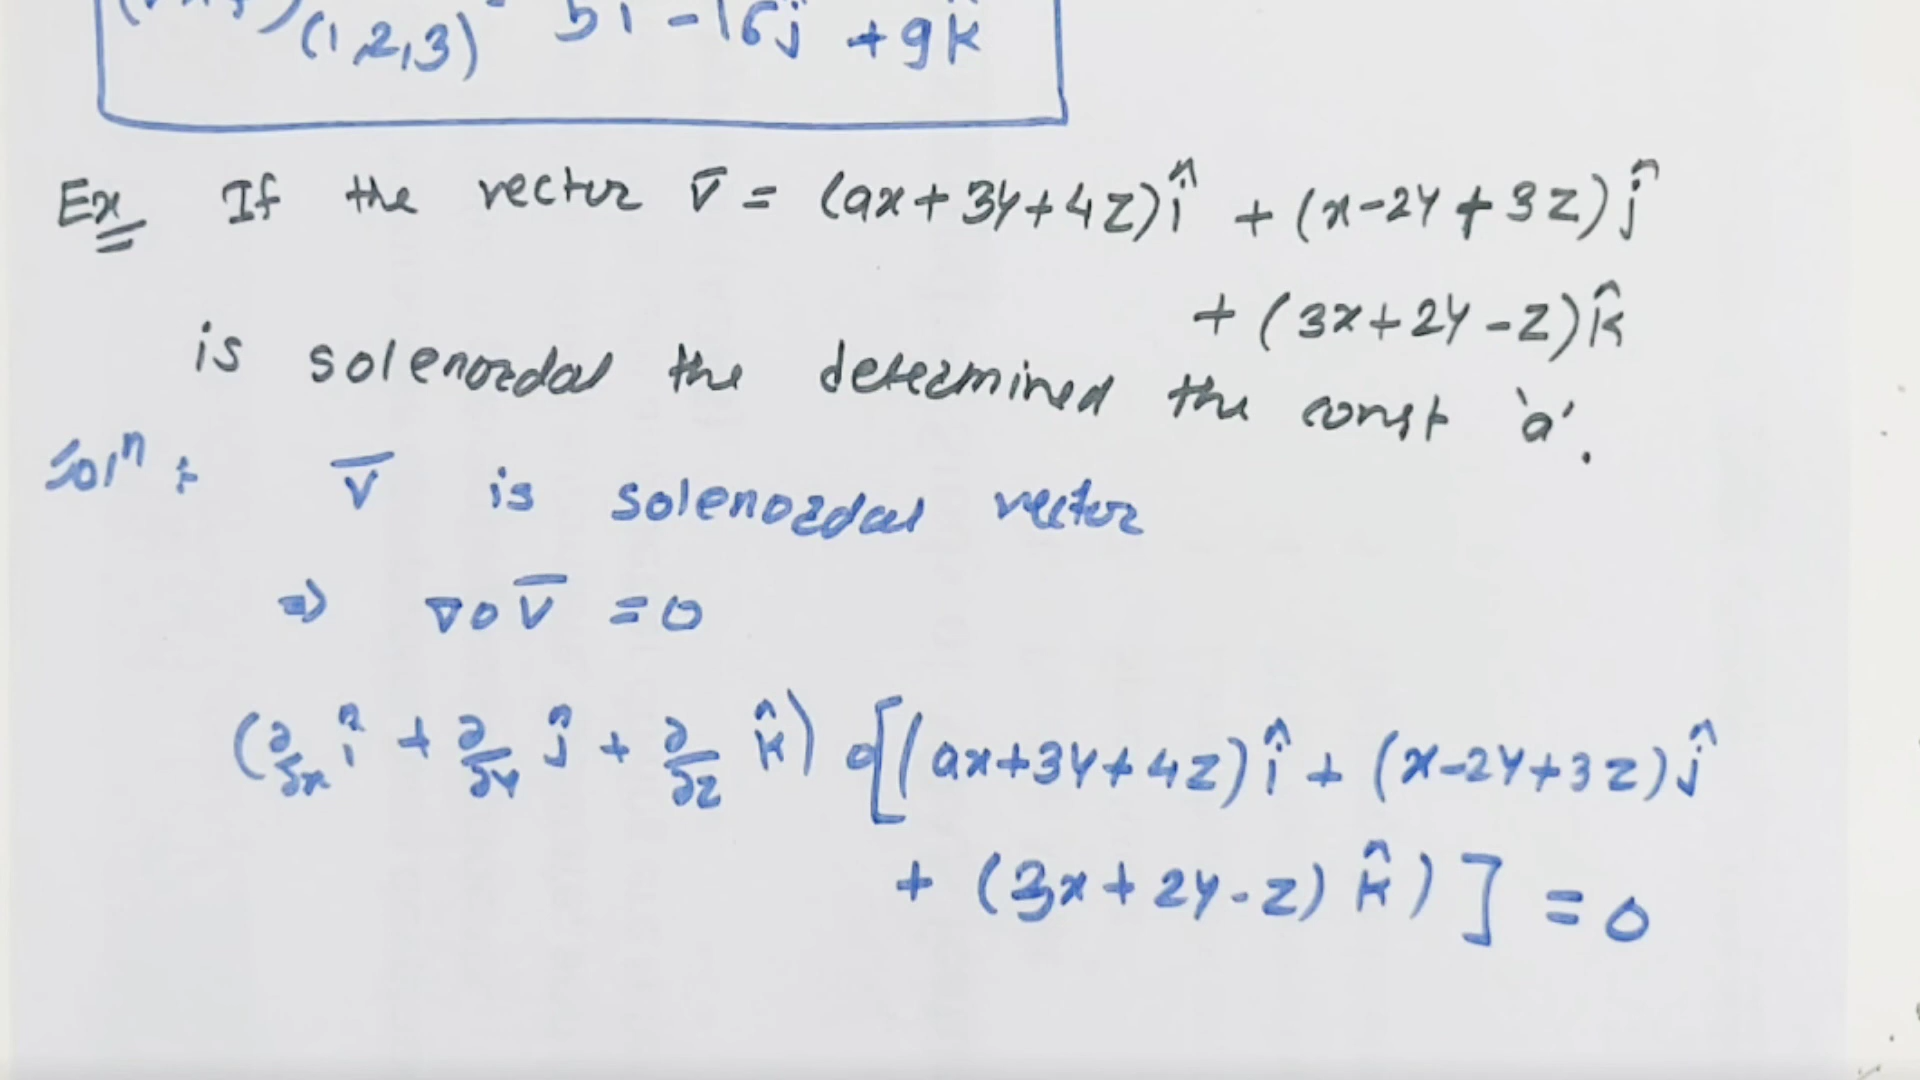 (1,2,3) 5i -16j +9k
Ex If the vector v̄ = (ax+3y+4z)î + (x-2y+3z)ĵ
+ (3x+2y-z)k̂
is solenoidal the determined the const 'a'.
Solⁿ : v̄ is solenoidal vector
⇒ ∇∘v̄ =0
(∂/∂x î + ∂/∂y ĵ + ∂/∂z k̂) ∘[(ax+3y+4z)î + (x-2y+3z)ĵ
+ (3x+2y-z) k̂)] =0